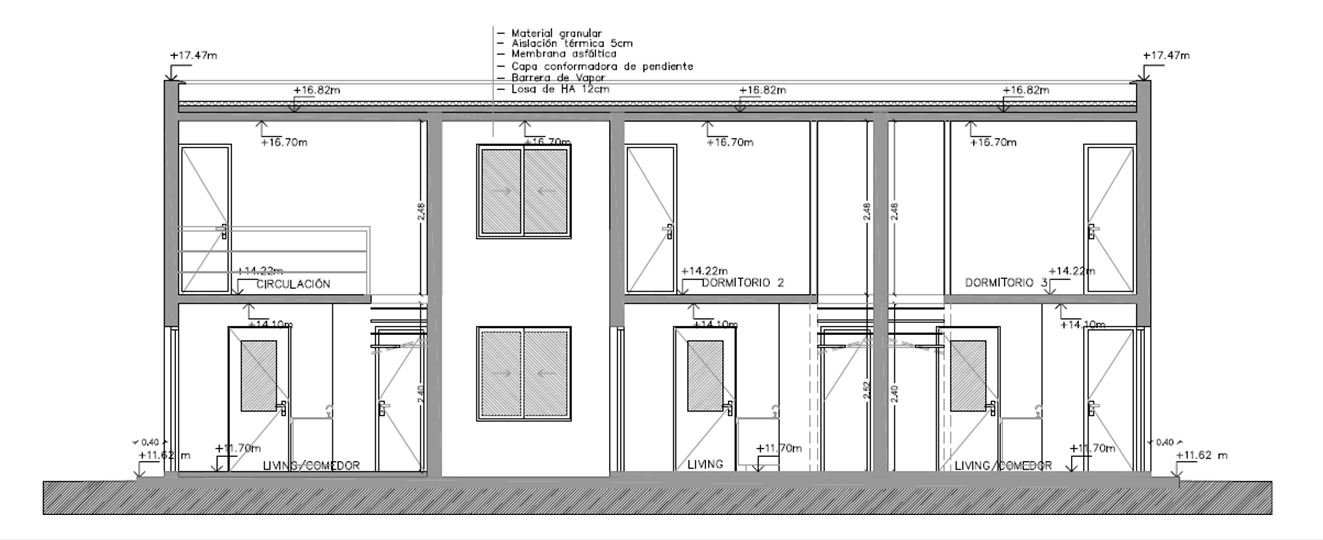 Material granular
Aislación térmica 5cm
Membrana asfáltica
Capa conformadora de pendiente
Barrera de Vapor
Losa de HA 12cm
+17.47m
+17.47m
+16.82m
+16.82m
+16.82m
+16.70m
+16.70m
+16.70m
+16.70m
2,48
2,48
2,48
+14.22m
+14.22m
+14.22m
CIRCULACIÓN
DORMITORIO 2
DORMITORIO 3
+14.10m
+14.10m
+14.10m
2,40
2,52
2,40
0,40
0,40
+11.62 m
+11.70m
+11.70m
+11.70m
+11.62 m
LIVING/COMEDOR
LIVING
LIVING/COMEDOR